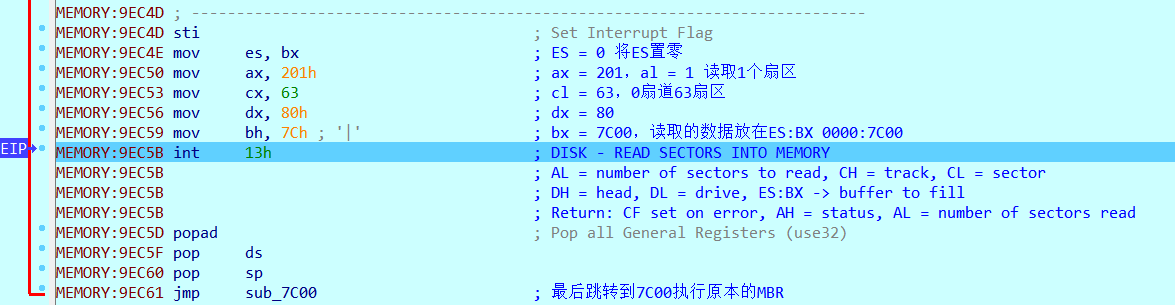 MEMORY:9EC4D ; ---------------------------------------------------------------------------
MEMORY:9EC4D sti ; Set Interrupt Flag
MEMORY:9EC4E mov es, bx ; ES = 0 将ES置零
MEMORY:9EC50 mov ax, 201h ; ax = 201，al = 1 读取1个扇区
MEMORY:9EC53 mov cx, 63 ; cl = 63，0扇道63扇区
MEMORY:9EC56 mov dx, 80h ; dx = 80
MEMORY:9EC59 mov bh, 7Ch ; '|' ; bx = 7C00，读取的数据放在ES:BX 0000:7C00
EIP MEMORY:9EC5B int 13h ; DISK - READ SECTORS INTO MEMORY
MEMORY:9EC5B ; AL = number of sectors to read, CH = track, CL = sector
MEMORY:9EC5B ; DH = head, DL = drive, ES:BX -> buffer to fill
MEMORY:9EC5B ; Return: CF set on error, AH = status, AL = number of sectors read
MEMORY:9EC5D popad ; Pop all General Registers (use32)
MEMORY:9EC5F pop ds
MEMORY:9EC60 pop sp
MEMORY:9EC61 jmp sub_7C00 ; 最后跳转到7C00执行原本的MBR